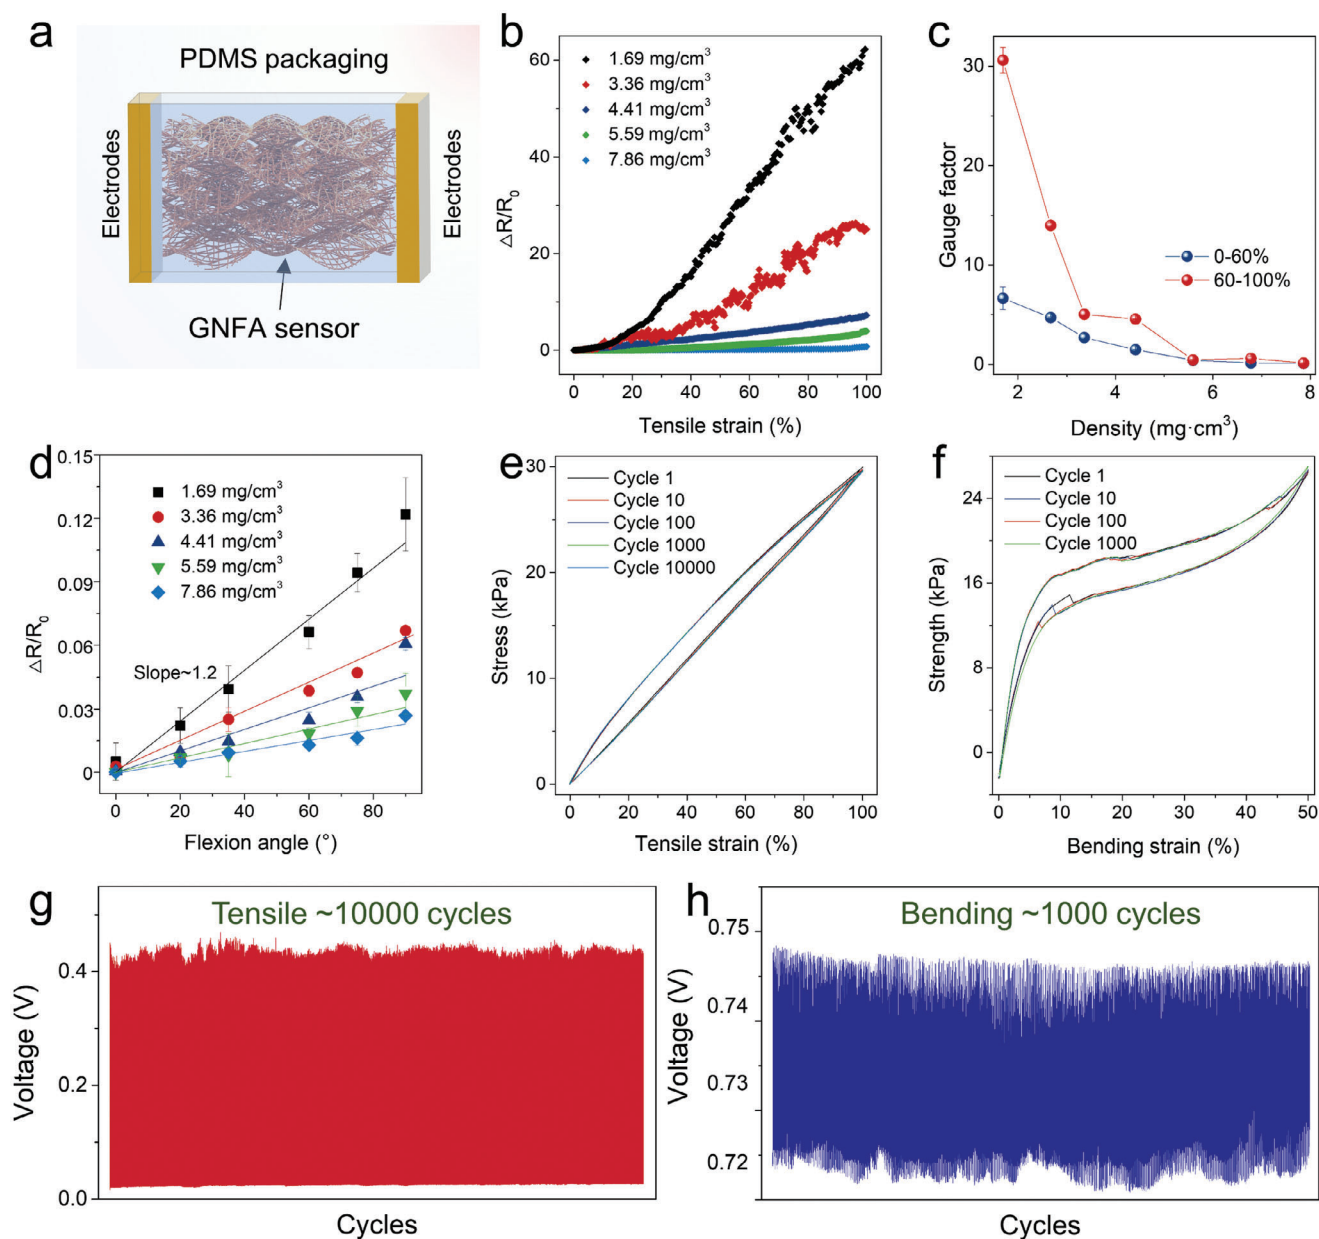 a
PDMS packaging
Electrodes
Electrodes
GNFA sensor
b
60
40
20
0
ΔR/R₀
1.69 mg/cm³
3.36 mg/cm³
4.41 mg/cm³
5.59 mg/cm³
7.86 mg/cm³
0 20 40 60 80 100
Tensile strain (%)
c
30
20
10
0
Gauge factor
0-60%
60-100%
2 4 6 8
Density (mg·cm³)
d
0.15
0.12
0.09
0.06
0.03
0
ΔR/R₀
1.69 mg/cm³
3.36 mg/cm³
4.41 mg/cm³
5.59 mg/cm³
7.86 mg/cm³
Slope~1.2
0 20 40 60 80
Flexion angle (°)
e
30
20
10
0
Stress (kPa)
Cycle 1
Cycle 10
Cycle 100
Cycle 1000
Cycle 10000
0 20 40 60 80 100
Tensile strain (%)
f
24
16
8
0
Strength (kPa)
Cycle 1
Cycle 10
Cycle 100
Cycle 1000
0 10 20 30 40 50
Bending strain (%)
g
Tensile ~10000 cycles
0.4
0.2
0.0
Voltage (V)
Cycles
h
Bending ~1000 cycles
0.75
0.74
0.73
0.72
Voltage (V)
Cycles